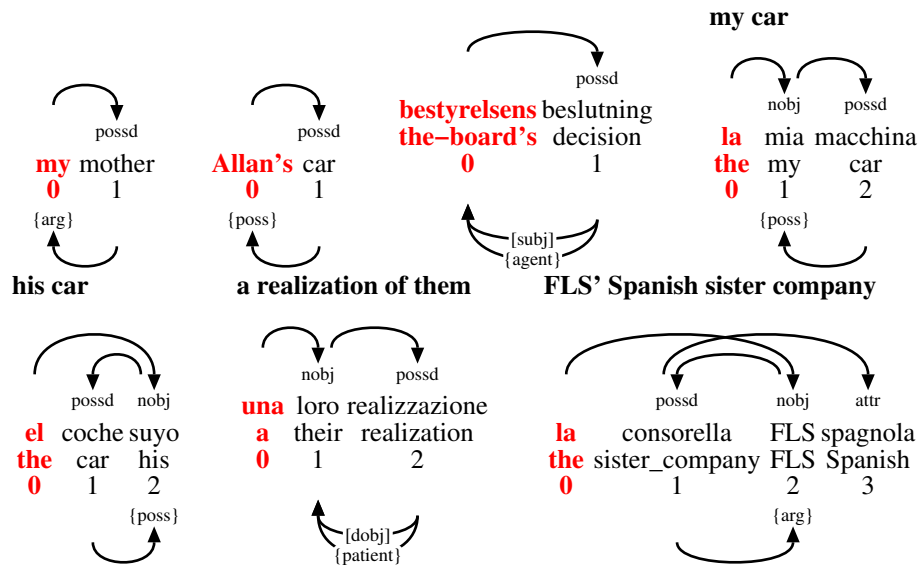 my car
possd
possd
possd
nobj possd
bestyrelsens beslutning
the–board's decision
0 1
my mother
0 1
Allan's car
0 1
la mia macchina
the my car
0 1 2
{arg}
{poss}
[subj]
{agent}
{poss}
his car
a realization of them
FLS' Spanish sister company
possd nobj
nobj possd
possd nobj attr
el coche suyo
the car his
0 1 2
una loro realizzazione
a their realization
0 1 2
la consorella FLS spagnola
the sister_company FLS Spanish
0 1 2 3
{poss}
[dobj]
{patient}
{arg}